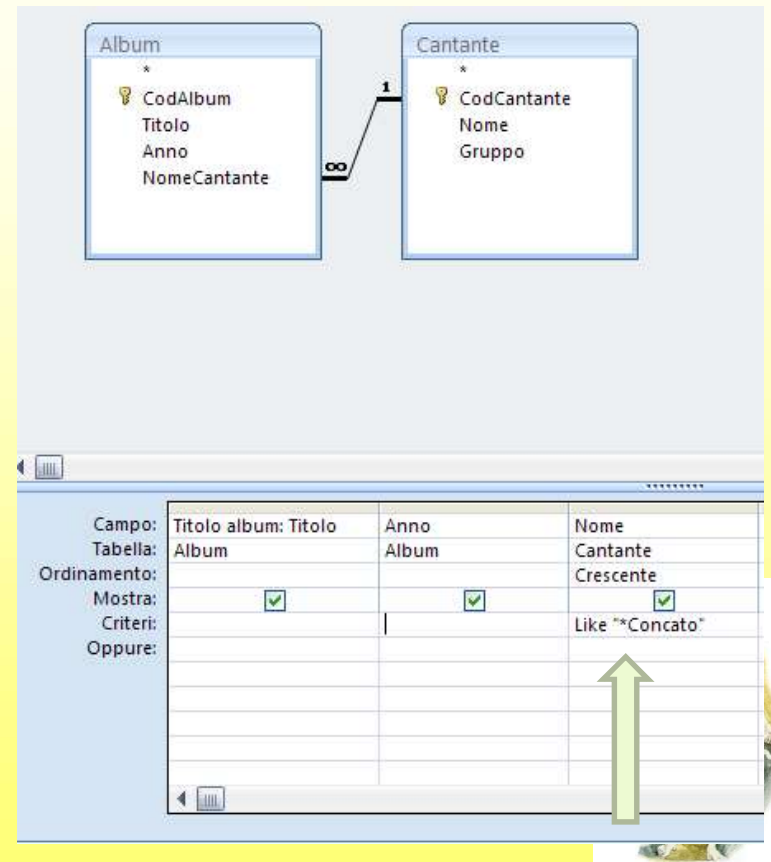 Album
*
CodAlbum
Titolo
Anno
NomeCantante
∞
1
Cantante
*
CodCantante
Nome
Gruppo
Campo: Titolo album: Titolo Anno Nome
Tabella: Album Album Cantante
Ordinamento: Crescente
Mostra:
Criteri: Like "*Concato"
Oppure: